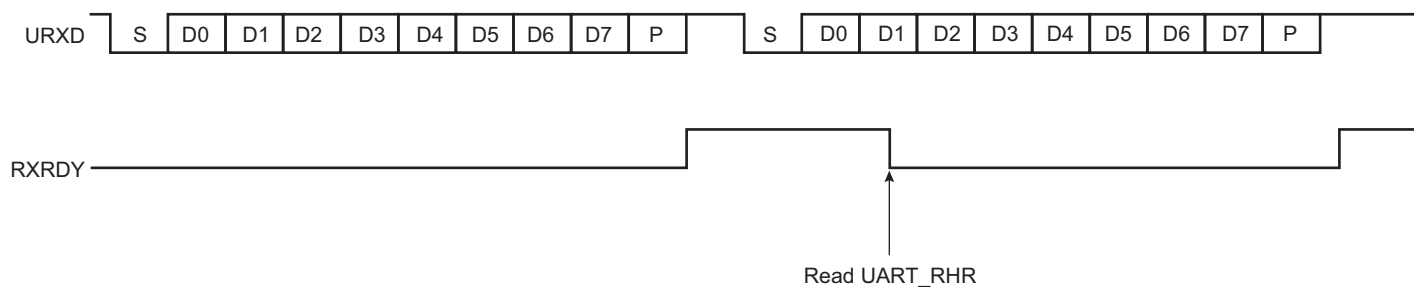 URXD S D0 D1 D2 D3 D4 D5 D6 D7 P S D0 D1 D2 D3 D4 D5 D6 D7 P
RXRDY
Read UART_RHR